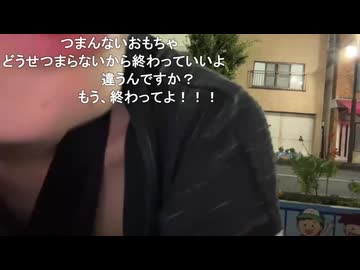 つまんないおもちゃ
どうせつまらないから終わっていいよ
違うんですか？
もう、終わってよ！！！